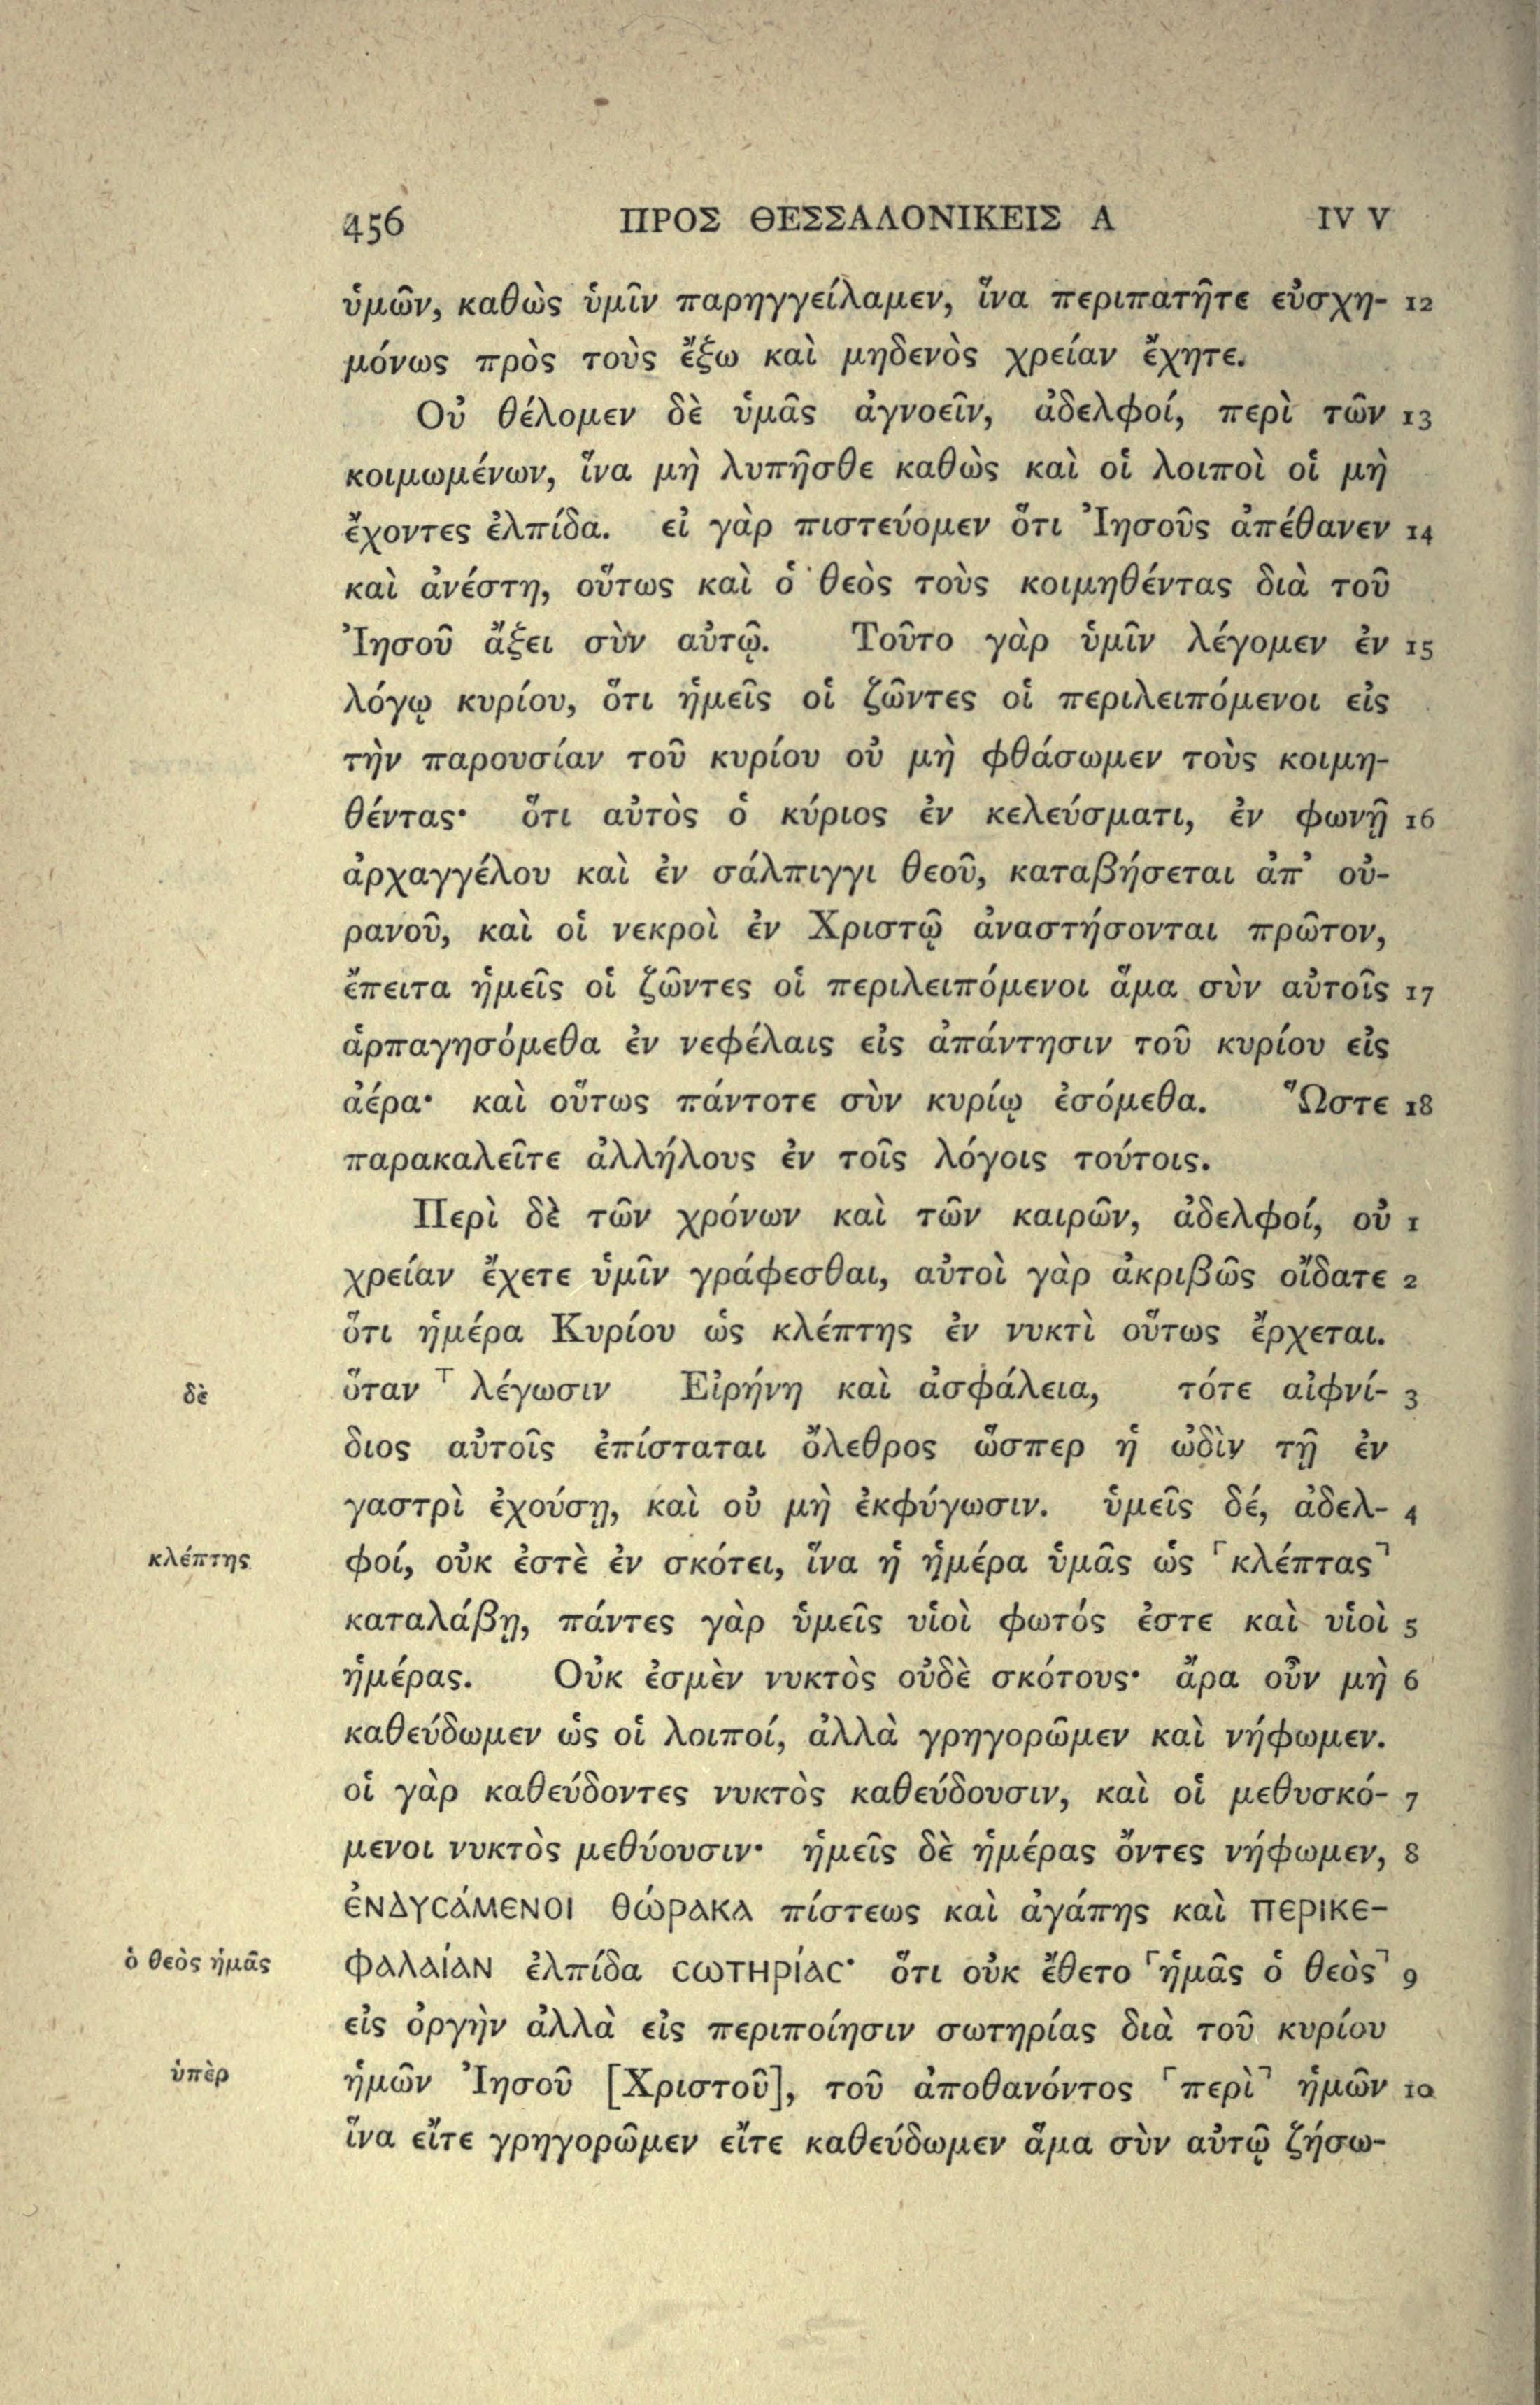 456 ΠΡΟΣ ΘΕΣΣΑΛΟΝΙΚΕΙΣ Α IV V
ὑμῶν, καθὼς ὑμῖν παρηγγείλαμεν, ἵνα περιπατῆτε εὐσχη- 12
μόνως πρὸς τοὺς ἔξω καὶ μηδενὸς χρείαν ἔχητε.
Οὐ θέλομεν δὲ ὑμᾶς ἀγνοεῖν, ἀδελφοί, περὶ τῶν 13
κοιμωμένων, ἵνα μὴ λυπῆσθε καθὼς καὶ οἱ λοιποὶ οἱ μὴ
ἔχοντες ἐλπίδα. εἰ γὰρ πιστεύομεν ὅτι Ἰησοῦς ἀπέθανεν 14
καὶ ἀνέστη, οὕτως καὶ ὁ θεὸς τοὺς κοιμηθέντας διὰ τοῦ
Ἰησοῦ ἄξει σὺν αὐτῷ. Τοῦτο γὰρ ὑμῖν λέγομεν ἐν 15
λόγῳ κυρίου, ὅτι ἡμεῖς οἱ ζῶντες οἱ περιλειπόμενοι εἰς
τὴν παρουσίαν τοῦ κυρίου οὐ μὴ φθάσωμεν τοὺς κοιμη-
θέντας· ὅτι αὐτὸς ὁ κύριος ἐν κελεύσματι, ἐν φωνῇ 16
ἀρχαγγέλου καὶ ἐν σάλπιγγι θεοῦ, καταβήσεται ἀπ᾽ οὐ-
ρανοῦ, καὶ οἱ νεκροὶ ἐν Χριστῷ ἀναστήσονται πρῶτον,
ἔπειτα ἡμεῖς οἱ ζῶντες οἱ περιλειπόμενοι ἅμα σὺν αὐτοῖς 17
ἁρπαγησόμεθα ἐν νεφέλαις εἰς ἀπάντησιν τοῦ κυρίου εἰς
ἀέρα· καὶ οὕτως πάντοτε σὺν κυρίῳ ἐσόμεθα. Ὥστε 18
παρακαλεῖτε ἀλλήλους ἐν τοῖς λόγοις τούτοις.
Περὶ δὲ τῶν χρόνων καὶ τῶν καιρῶν, ἀδελφοί, οὐ 1
χρείαν ἔχετε ὑμῖν γράφεσθαι, αὐτοὶ γὰρ ἀκριβῶς οἴδατε 2
ὅτι ἡμέρα Κυρίου ὡς κλέπτης ἐν νυκτὶ οὕτως ἔρχεται.
δὲ ὅταν ⸆ λέγωσιν Εἰρήνη καὶ ἀσφάλεια, τότε αἰφνί- 3
διος αὐτοῖς ἐπίσταται ὄλεθρος ὥσπερ ἡ ὠδὶν τῇ ἐν
γαστρὶ ἐχούσῃ, καὶ οὐ μὴ ἐκφύγωσιν. ὑμεῖς δέ, ἀδελ- 4
κλέπτης φοί, οὐκ ἐστὲ ἐν σκότει, ἵνα ἡ ἡμέρα ὑμᾶς ὡς ⸀κλέπτας⸃
καταλάβῃ, πάντες γὰρ ὑμεῖς υἱοὶ φωτός ἐστε καὶ υἱοὶ 5
ἡμέρας. Οὐκ ἐσμὲν νυκτὸς οὐδὲ σκότους· ἄρα οὖν μὴ 6
καθεύδωμεν ὡς οἱ λοιποί, ἀλλὰ γρηγορῶμεν καὶ νήφωμεν.
οἱ γὰρ καθεύδοντες νυκτὸς καθεύδουσιν, καὶ οἱ μεθυσκό- 7
μενοι νυκτὸς μεθύουσιν· ἡμεῖς δὲ ἡμέρας ὄντες νήφωμεν, 8
ἐΝΔΥϹάΜΕΝΟΙ Θώρακα πίστεως καὶ ἀγάπης καὶ περικε-
φαλαίαΝ ἐλπίδα ϹωΤΗρίαϹ· ὅτι οὐκ ἔθετο ⸂ἡμᾶς ὁ θεὸς⸃ 9
ὁ θεὸς ἡμᾶς
εἰς ὀργὴν ἀλλὰ εἰς περιποίησιν σωτηρίας διὰ τοῦ κυρίου
ὑπὲρ ἡμῶν Ἰησοῦ [Χριστοῦ], τοῦ ἀποθανόντος ⸀περὶ⸃ ἡμῶν 10
ἵνα εἴτε γρηγορῶμεν εἴτε καθεύδωμεν ἅμα σὺν αὐτῷ ζήσω-